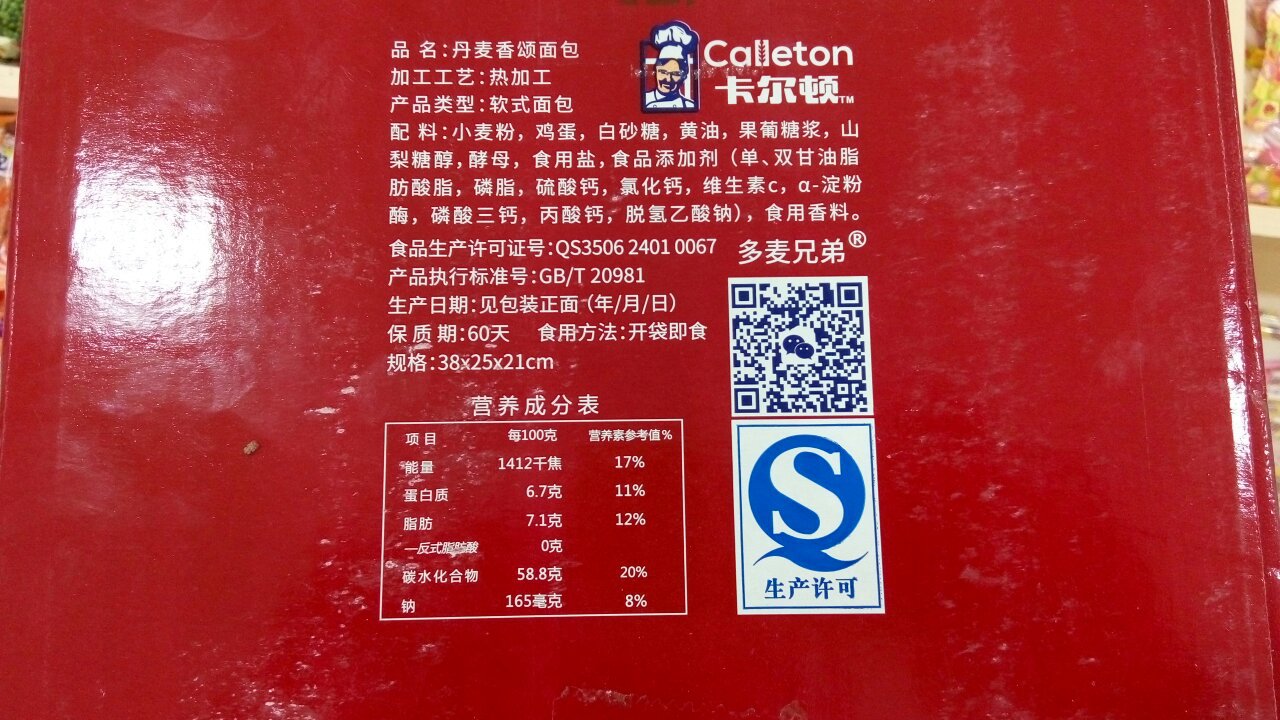 Calleton
卡尔顿™
品 名:丹麦香颂面包
加工工艺:热加工
产品类型:软式面包
配 料:小麦粉，鸡蛋，白砂糖，黄油，果葡糖浆，山
梨糖醇，酵母，食用盐，食品添加剂（单、双甘油脂
肪酸脂，磷脂，硫酸钙，氯化钙，维生素c，α-淀粉
酶，磷酸三钙，丙酸钙，脱氢乙酸钠），食用香料。
食品生产许可证号:QS3506 2401 0067
多麦兄弟®
产品执行标准号:GB/T 20981
生产日期:见包装正面（年/月/日）
保 质 期:60天 食用方法:开袋即食
规格:38x25x21cm
营养成分表
项目 每100克 营养素参考值%
能量 1412千焦 17%
蛋白质 6.7克 11%
脂肪 7.1克 12%
—反式脂肪酸 0克
碳水化合物 58.8克 20%
钠 165毫克 8%
QS
生产许可